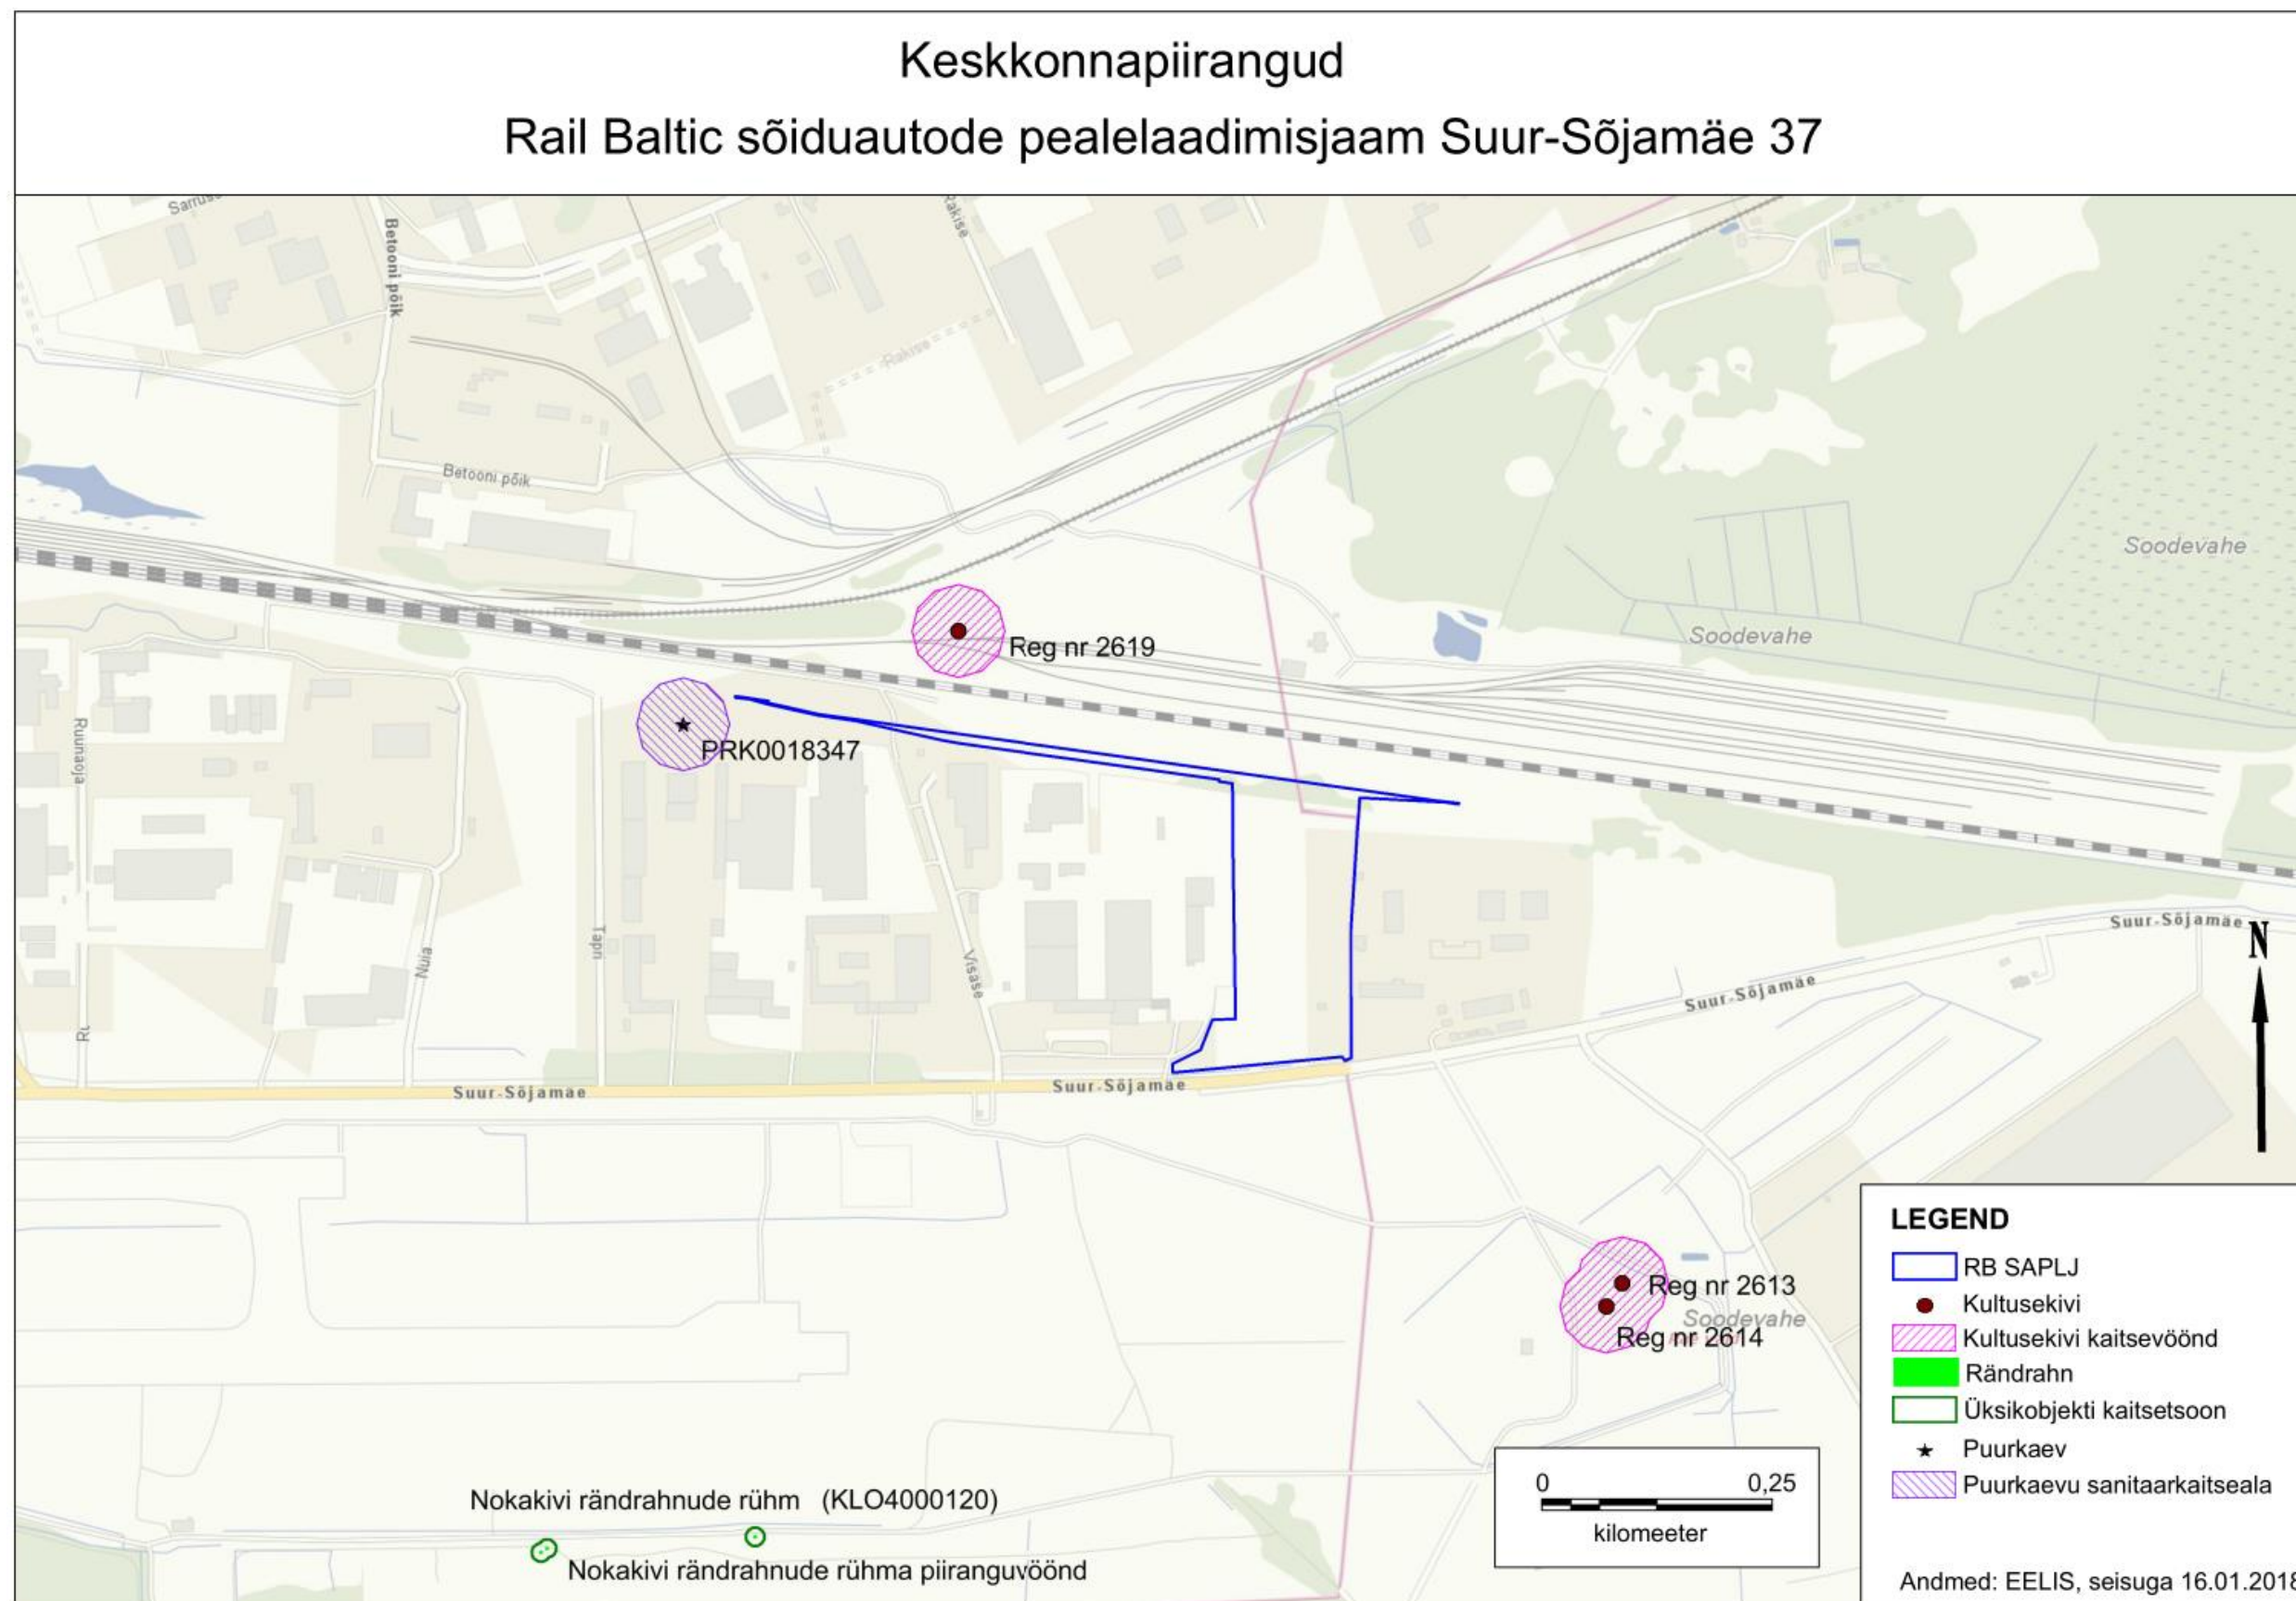 Keskkonnapiirangud
Rail Baltic sõiduautode pealelaadimisjaam Suur-Sõjamäe 37
Betooni põik
Rakise
Betooni põik
Soodevahe
Soodevahe
Reg nr 2619
PRK0018347
Ruunaoja
Nuia
Tapri
Visase
Suur-Sõjamäe
N
Suur-Sõjamäe
Suur-Sõjamäe
Suur-Sõjamäe
Reg nr 2613
Soodevahe
Reg nr 2614
Nokakivi rändrahnude rühm (KLO4000120)
Nokakivi rändrahnude rühma piiranguvöönd
0 0,25
kilomeeter
LEGEND
RB SAPLJ
Kultusekivi
Kultusekivi kaitsevöönd
Rändrahn
Üksikobjekti kaitsetsoon
Puurkaev
Puurkaevu sanitaarkaitseala
Andmed: EELIS, seisuga 16.01.2018